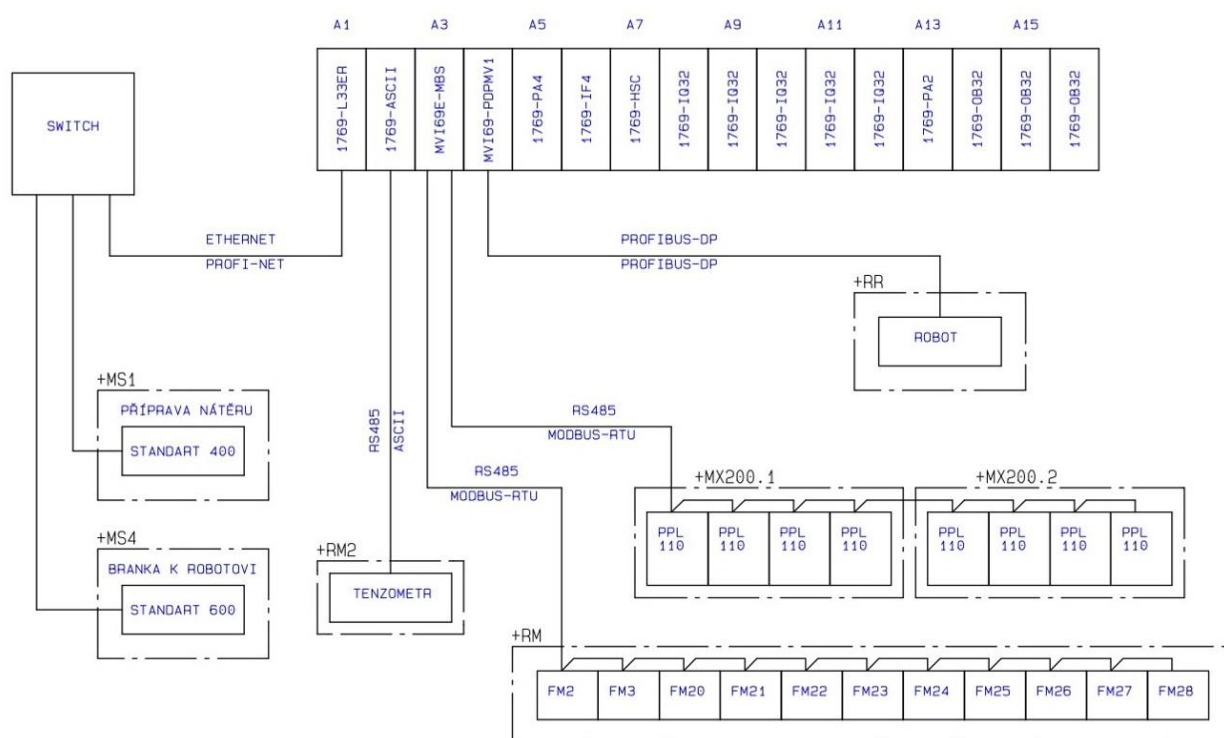 A1 A3 A5 A7 A9 A11 A13 A15
SWITCH
1769-L33ER
1769-ASCII
MVI69E-MBS
MVI69-PDPMV1
1769-PA4
1769-IF4
1769-HSC
1769-IQ32
1769-IQ32
1769-IQ32
1769-IQ32
1769-IQ32
1769-PA2
1769-OB32
1769-OB32
1769-OB32
ETHERNET
PROFI-NET
PROFIBUS-DP
PROFIBUS-DP
+RR
ROBOT
+MS1
PŘÍPRAVA NÁTĚRU
STANDART 400
RS485
ASCII
RS485
MODBUS-RTU
RS485
MODBUS-RTU
+MX200.1
PPL
110
PPL
110
PPL
110
PPL
110
+MX200.2
PPL
110
PPL
110
PPL
110
PPL
110
+MS4
BRANKA K ROBOTOVI
STANDART 600
+RM2
TENZOMETR
+RM
FM2 FM3 FM20 FM21 FM22 FM23 FM24 FM25 FM26 FM27 FM28